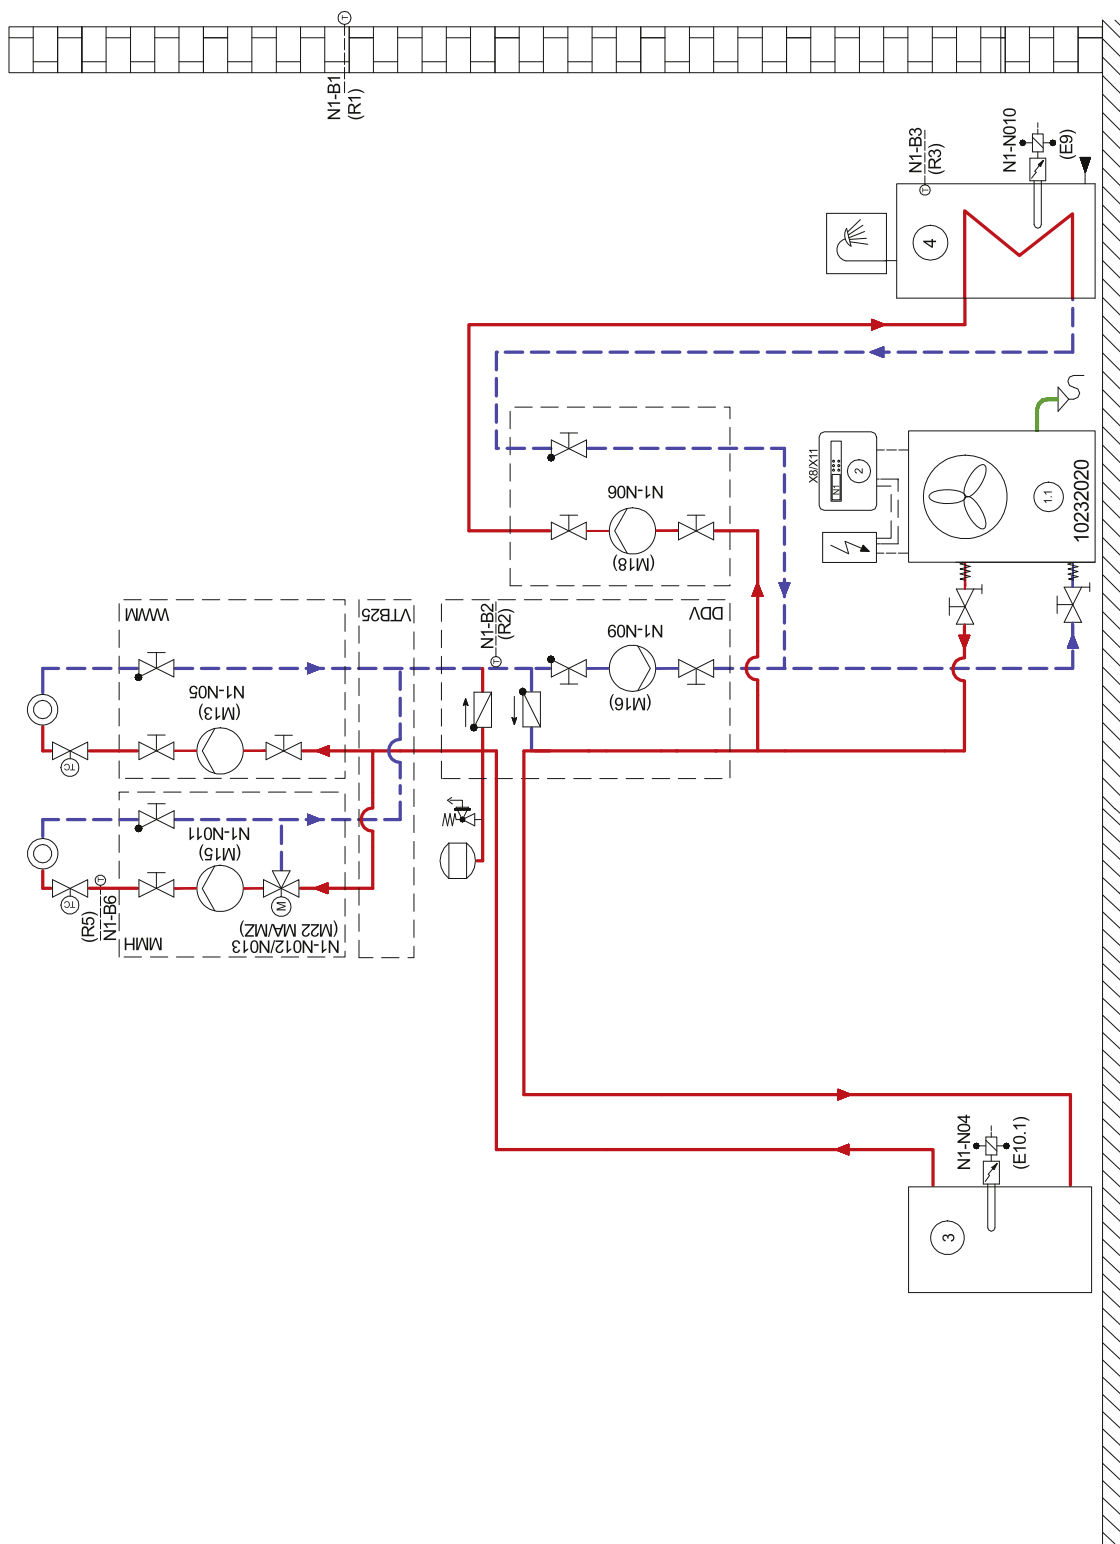 N1-B1
(R1)
N1-B3
(R3)
T
N1-N010
(E9)
4
X8/X11
N1
2
1.1
10232020
N1-N06
(M18)
WWM
N1-N05
(M13)
VTB25
N1-B2
(R2)
T
DDV
N1-N09
(M16)
N1-N011
(M15)
M
MMH
N1-N012/N013
(M22 MA/MZ)
(R5)
N1-B6
T
N1-N04
(E10.1)
3
T